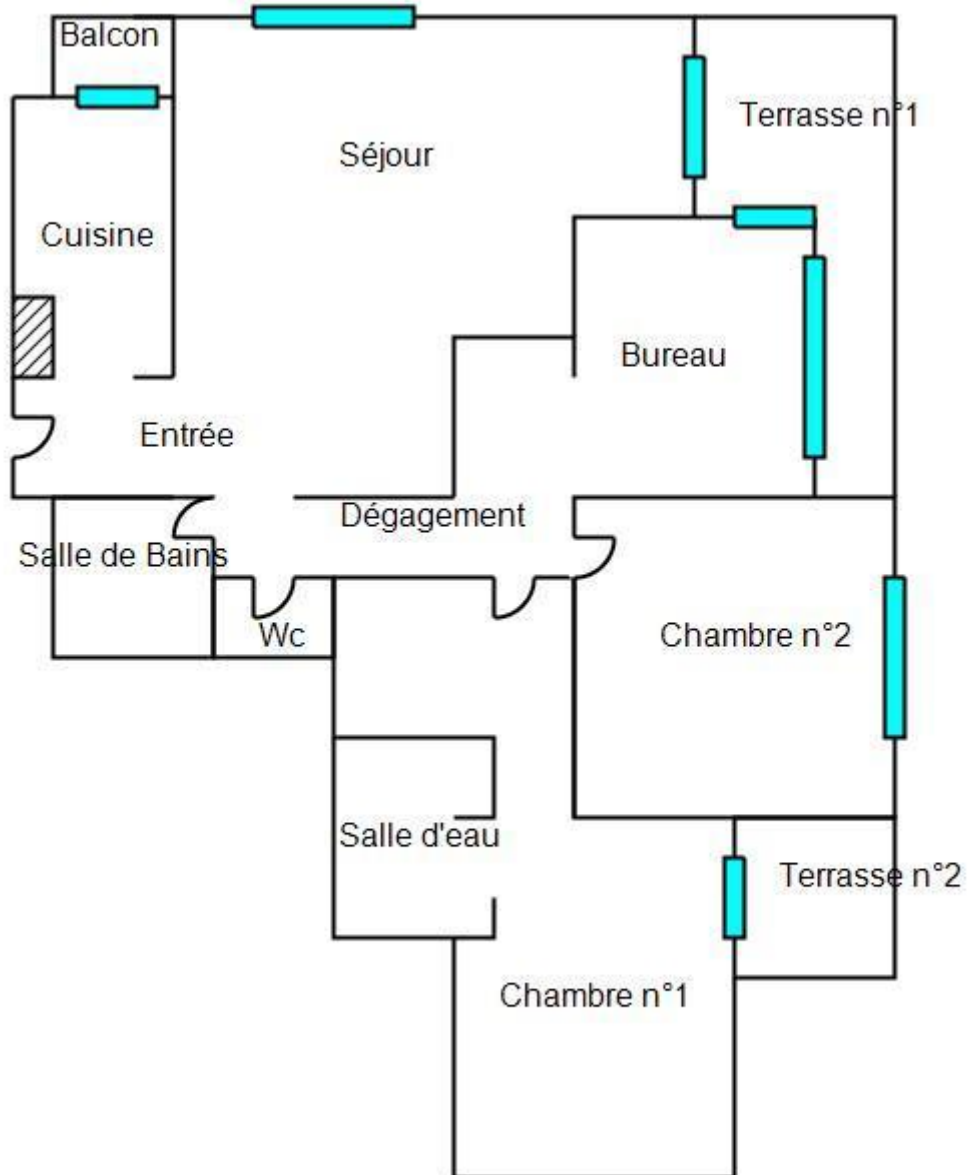 Balcon
Terrasse n°1
Séjour
Cuisine
Bureau
Entrée
Dégagement
Salle de Bains
Wc
Chambre n°2
Salle d'eau
Terrasse n°2
Chambre n°1